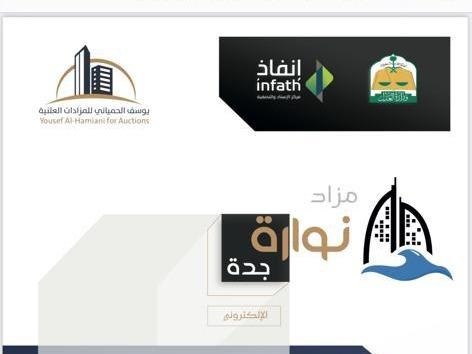 يوسف الحمياني للمزادات العلنية
Yousef Al-Hamiani for Auctions
إنفاذ
infath
مركز الإسناد والتصفية
وزارة العدل
مزاد
نوارة
جدة
الإلكتروني